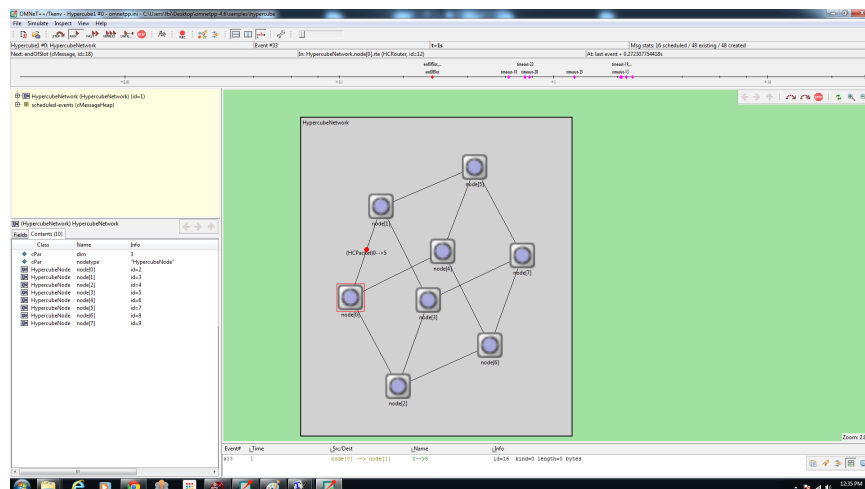 OMNeT++/Tkenv - Hypercube1 #0 - omnetpp.ini - C:\Users\fbi\Desktop\omnetpp-4.6\samples\hypercube
File Simulate Inspect View Help
Hypercube1 #0: HypercubeNetwork Event #33 t=1s Msg stats: 16 scheduled / 48 existing / 48 created
Next: endOfSlot (cMessage, id=18) In: HypercubeNetwork.node[0].rte (HCRouter, id=12) At: last event + 0.272307754418s
HypercubeNetwork (HypercubeNetwork) (id=1)
scheduled-events (cMessageHeap)
(HypercubeNetwork) HypercubeNetwork
Fields Contents (10)
Class Name Info
cPar dim 3
cPar nodetype "HypercubeNode"
HypercubeNode node[0] id=2
HypercubeNode node[1] id=3
HypercubeNode node[2] id=4
HypercubeNode node[3] id=5
HypercubeNode node[4] id=6
HypercubeNode node[5] id=7
HypercubeNode node[6] id=8
HypercubeNode node[7] id=9
HypercubeNetwork
node[5]
node[1]
(HCPacket)0-->5
node[4]
node[7]
node[0]
node[3]
node[6]
node[2]
Zoom: 2.0
Event# Time Src/Dest Name Info
#33 1 node[0] --> node[1] 0-->5 id=16 kind=0 length=0 bytes
12:35 PM